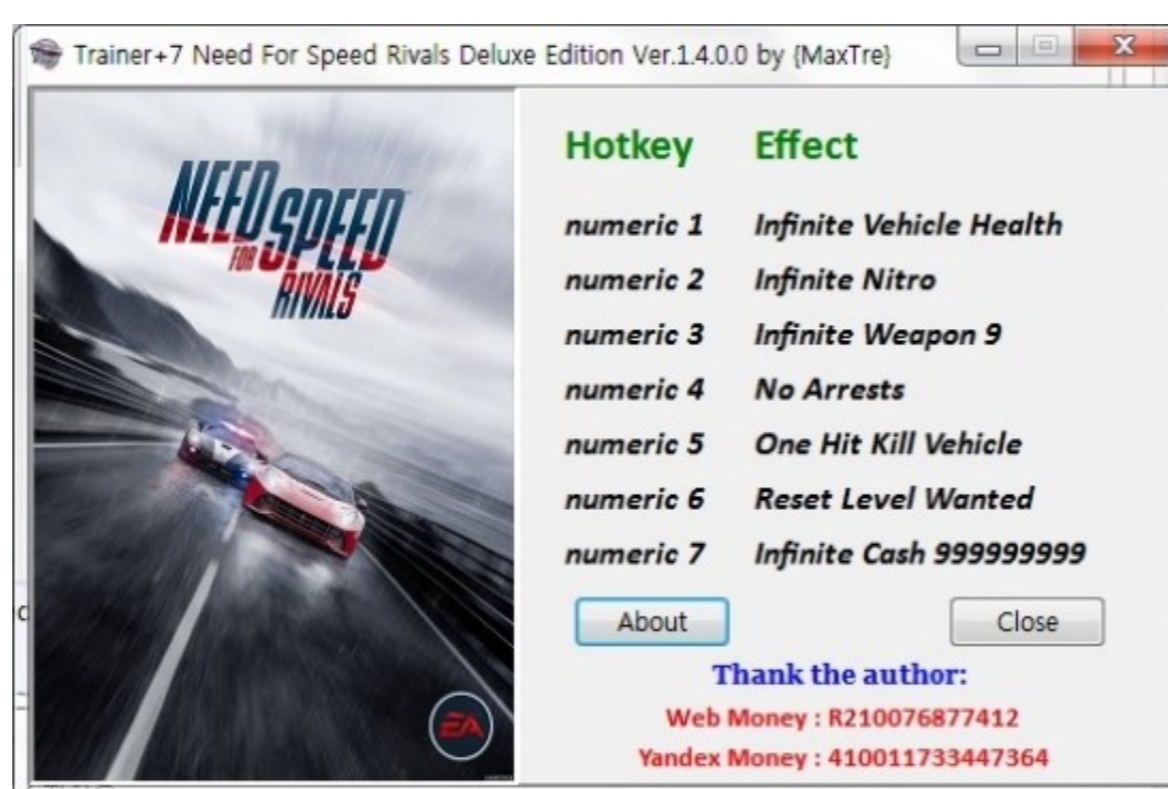 Trainer+7 Need For Speed Rivals Deluxe Edition Ver.1.4.0.0 by {MaxTre}
NEED
FOR SPEED
RIVALS
EA
Hotkey Effect
numeric 1 Infinite Vehicle Health
numeric 2 Infinite Nitro
numeric 3 Infinite Weapon 9
numeric 4 No Arrests
numeric 5 One Hit Kill Vehicle
numeric 6 Reset Level Wanted
numeric 7 Infinite Cash 999999999
About Close
Thank the author:
Web Money : R210076877412
Yandex Money : 410011733447364